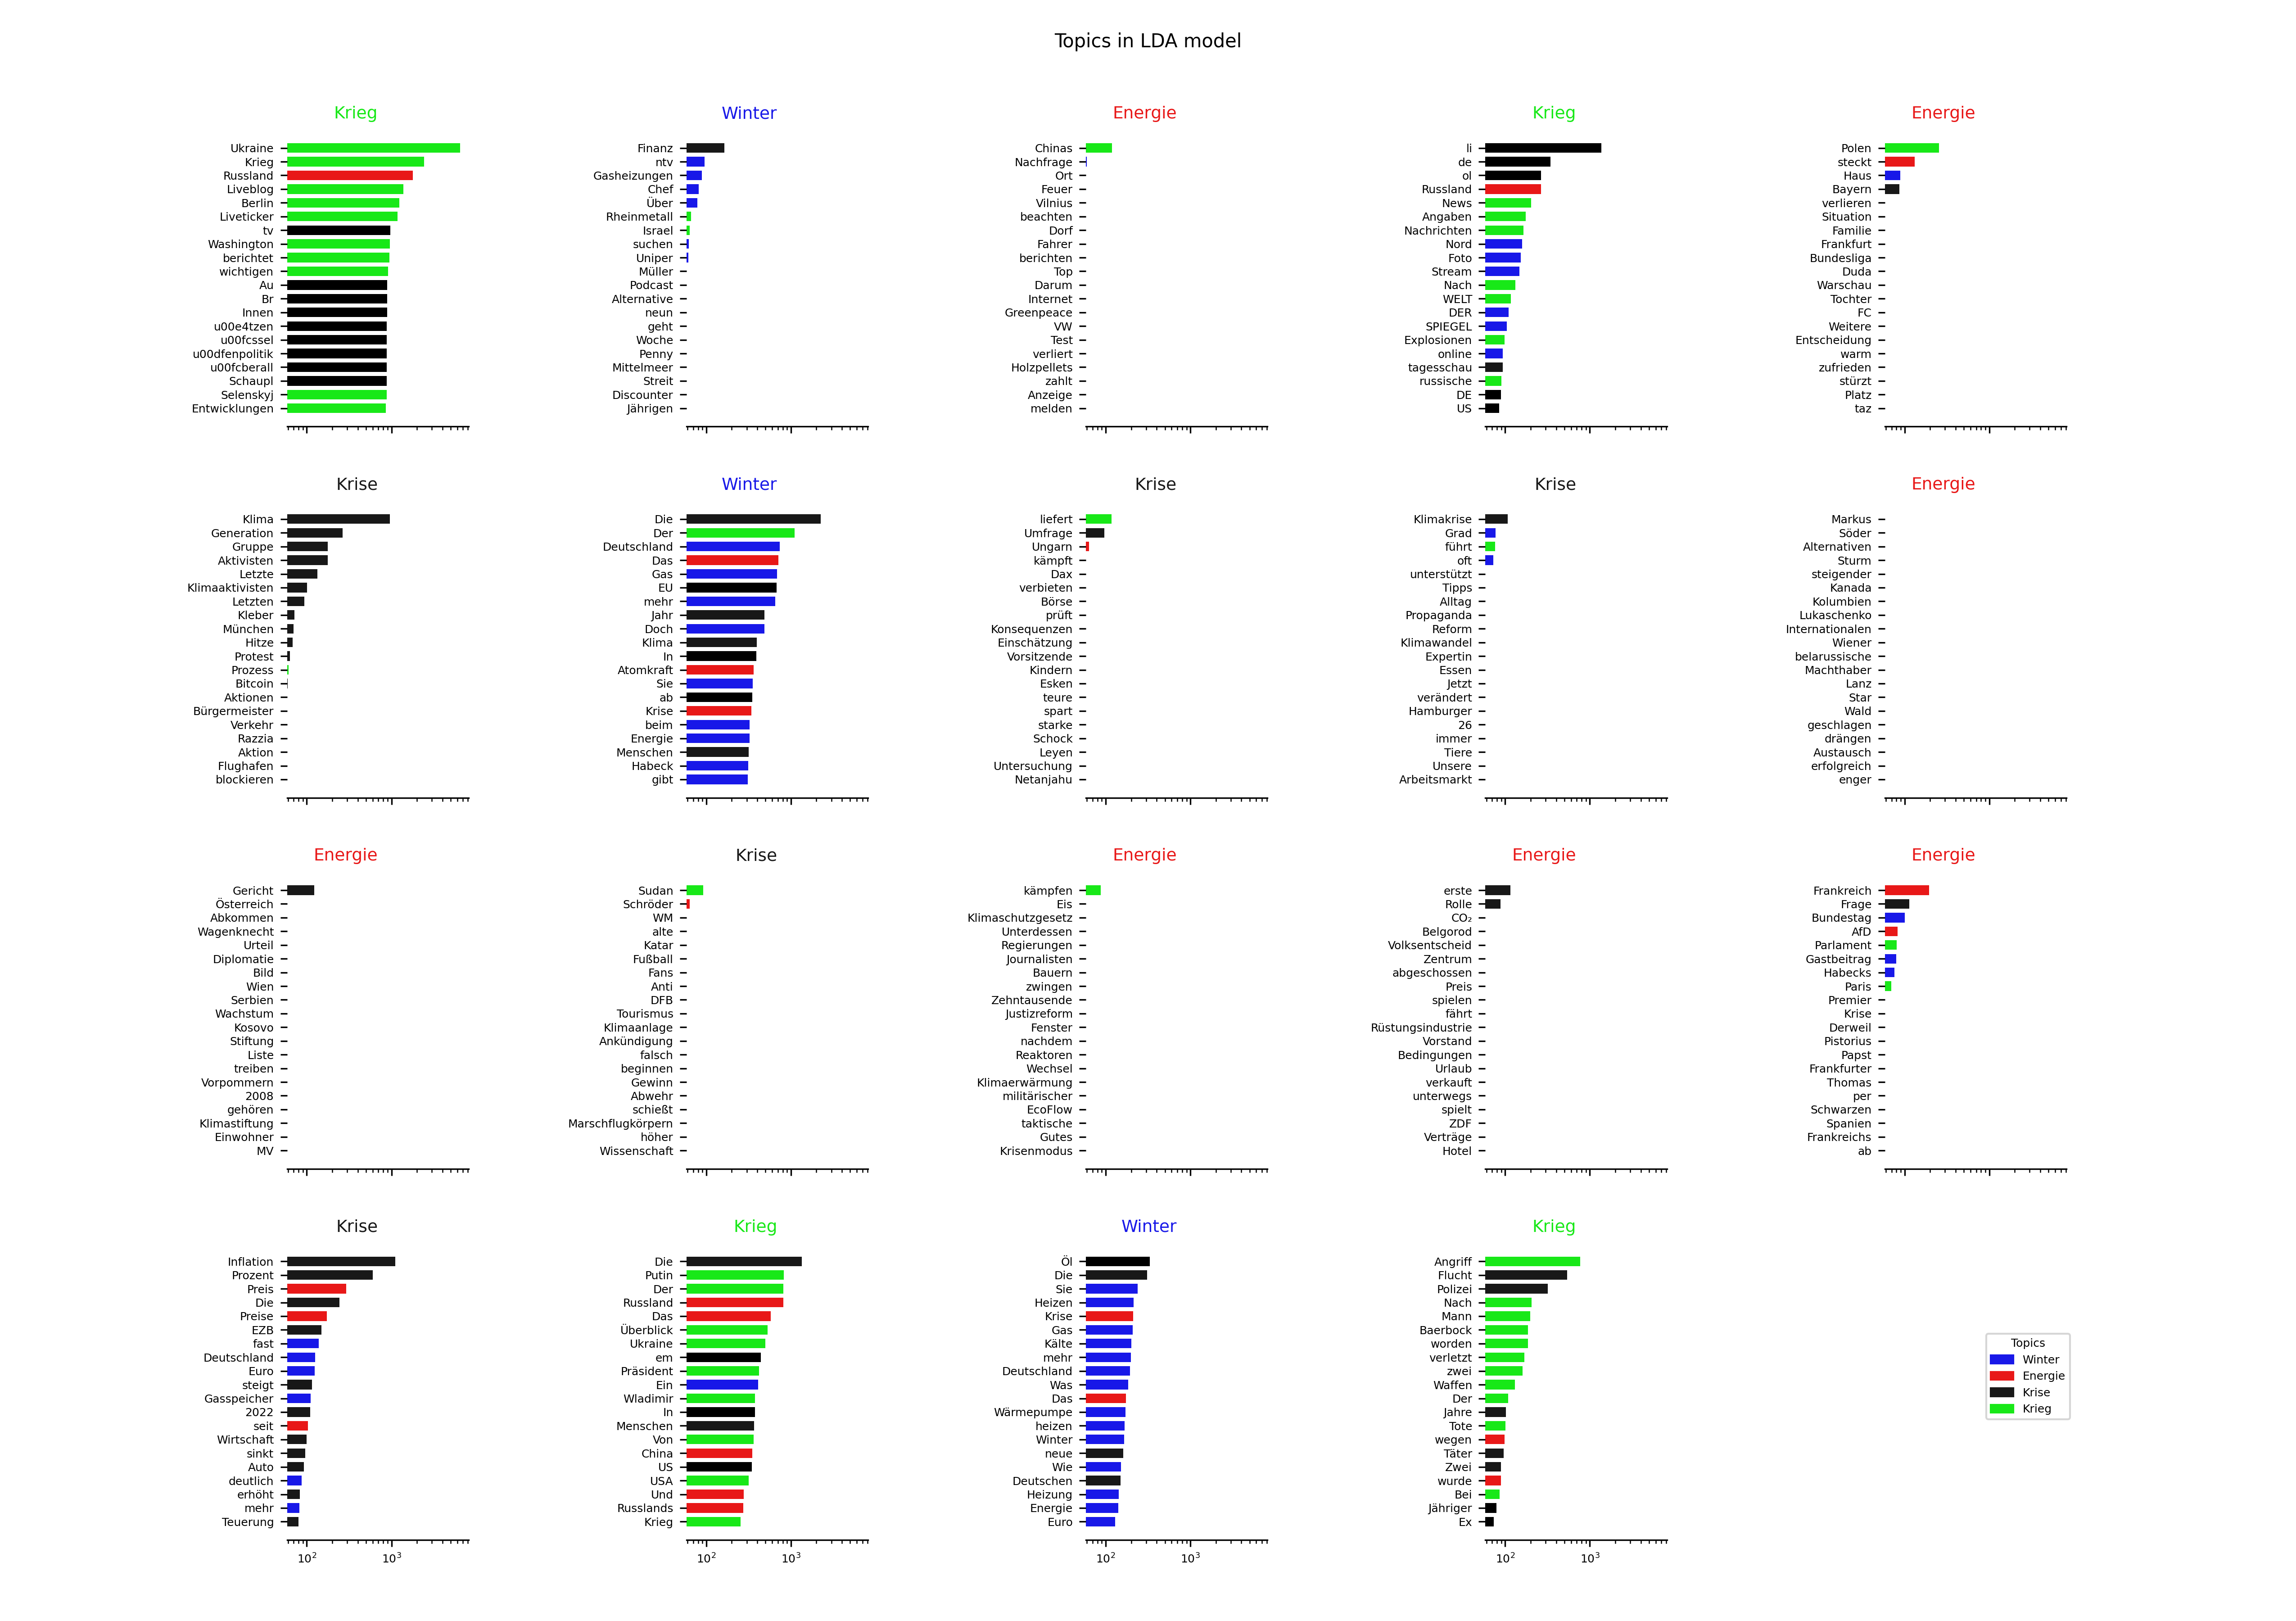 Topics in LDA model
Krieg
Ukraine
Krieg
Russland
Liveblog
Berlin
Liveticker
tv
Washington
berichtet
wichtigen
Au
Br
Innen
u00e4tzen
u00fcssel
u00dfenpolitik
u00fcberall
Schaupl
Selenskyj
Entwicklungen
Winter
Finanz
ntv
Gasheizungen
Chef
Über
Rheinmetall
Israel
suchen
Uniper
Müller
Podcast
Alternative
neun
geht
Woche
Penny
Mittelmeer
Streit
Discounter
Jährigen
Energie
Chinas
Nachfrage
Ort
Feuer
Vilnius
beachten
Dorf
Fahrer
berichten
Top
Darum
Internet
Greenpeace
VW
Test
verliert
Holzpellets
zahlt
Anzeige
melden
Krieg
li
de
ol
Russland
News
Angaben
Nachrichten
Nord
Foto
Stream
Nach
WELT
DER
SPIEGEL
Explosionen
online
tagesschau
russische
DE
US
Energie
Polen
steckt
Haus
Bayern
verlieren
Situation
Familie
Frankfurt
Bundesliga
Duda
Warschau
Tochter
FC
Weitere
Entscheidung
warm
zufrieden
stürzt
Platz
taz
Krise
Klima
Generation
Gruppe
Aktivisten
Letzte
Klimaaktivisten
Letzten
Kleber
München
Hitze
Protest
Prozess
Bitcoin
Aktionen
Bürgermeister
Verkehr
Razzia
Aktion
Flughafen
blockieren
Winter
Die
Der
Deutschland
Das
Gas
EU
mehr
Jahr
Doch
Klima
In
Atomkraft
Sie
ab
Krise
beim
Energie
Menschen
Habeck
gibt
Krise
liefert
Umfrage
Ungarn
kämpft
Dax
verbieten
Börse
prüft
Konsequenzen
Einschätzung
Vorsitzende
Kindern
Esken
teure
spart
starke
Schock
Leyen
Untersuchung
Netanjahu
Krise
Klimakrise
Grad
führt
oft
unterstützt
Tipps
Alltag
Propaganda
Reform
Klimawandel
Expertin
Essen
Jetzt
verändert
Hamburger
26
immer
Tiere
Unsere
Arbeitsmarkt
Energie
Markus
Söder
Alternativen
Sturm
steigender
Kanada
Kolumbien
Lukaschenko
Internationalen
Wiener
belarussische
Machthaber
Lanz
Star
Wald
geschlagen
drängen
Austausch
erfolgreich
enger
Energie
Gericht
Österreich
Abkommen
Wagenknecht
Urteil
Diplomatie
Bild
Wien
Serbien
Wachstum
Kosovo
Stiftung
Liste
treiben
Vorpommern
2008
gehören
Klimastiftung
Einwohner
MV
Krise
Sudan
Schröder
WM
alte
Katar
Fußball
Fans
Anti
DFB
Tourismus
Klimaanlage
Ankündigung
falsch
beginnen
Gewinn
Abwehr
schießt
Marschflugkörpern
höher
Wissenschaft
Energie
kämpfen
Eis
Klimaschutzgesetz
Unterdessen
Regierungen
Journalisten
Bauern
zwingen
Zehntausende
Justizreform
Fenster
nachdem
Reaktoren
Wechsel
Klimaerwärmung
militärischer
EcoFlow
taktische
Gutes
Krisenmodus
Energie
erste
Rolle
CO₂
Belgorod
Volksentscheid
Zentrum
abgeschossen
Preis
spielen
fährt
Rüstungsindustrie
Vorstand
Bedingungen
Urlaub
verkauft
unterwegs
spielt
ZDF
Verträge
Hotel
Energie
Frankreich
Frage
Bundestag
AfD
Parlament
Gastbeitrag
Habecks
Paris
Premier
Krise
Derweil
Pistorius
Papst
Frankfurter
Thomas
per
Schwarzen
Spanien
Frankreichs
ab
Krise
Inflation
Prozent
Preis
Die
Preise
EZB
fast
Deutschland
Euro
steigt
Gasspeicher
2022
seit
Wirtschaft
sinkt
Auto
deutlich
erhöht
mehr
Teuerung
10² 10³
Krieg
Die
Putin
Der
Russland
Das
Überblick
Ukraine
em
Präsident
Ein
Wladimir
In
Menschen
Von
China
US
USA
Und
Russlands
Krieg
10² 10³
Winter
Öl
Die
Sie
Heizen
Krise
Gas
Kälte
mehr
Deutschland
Was
Das
Wärmepumpe
heizen
Winter
neue
Wie
Deutschen
Heizung
Energie
Euro
10² 10³
Krieg
Angriff
Flucht
Polizei
Nach
Mann
Baerbock
worden
verletzt
zwei
Waffen
Der
Jahre
Tote
wegen
Täter
Zwei
wurde
Bei
Jähriger
Ex
10² 10³
Topics
Winter
Energie
Krise
Krieg